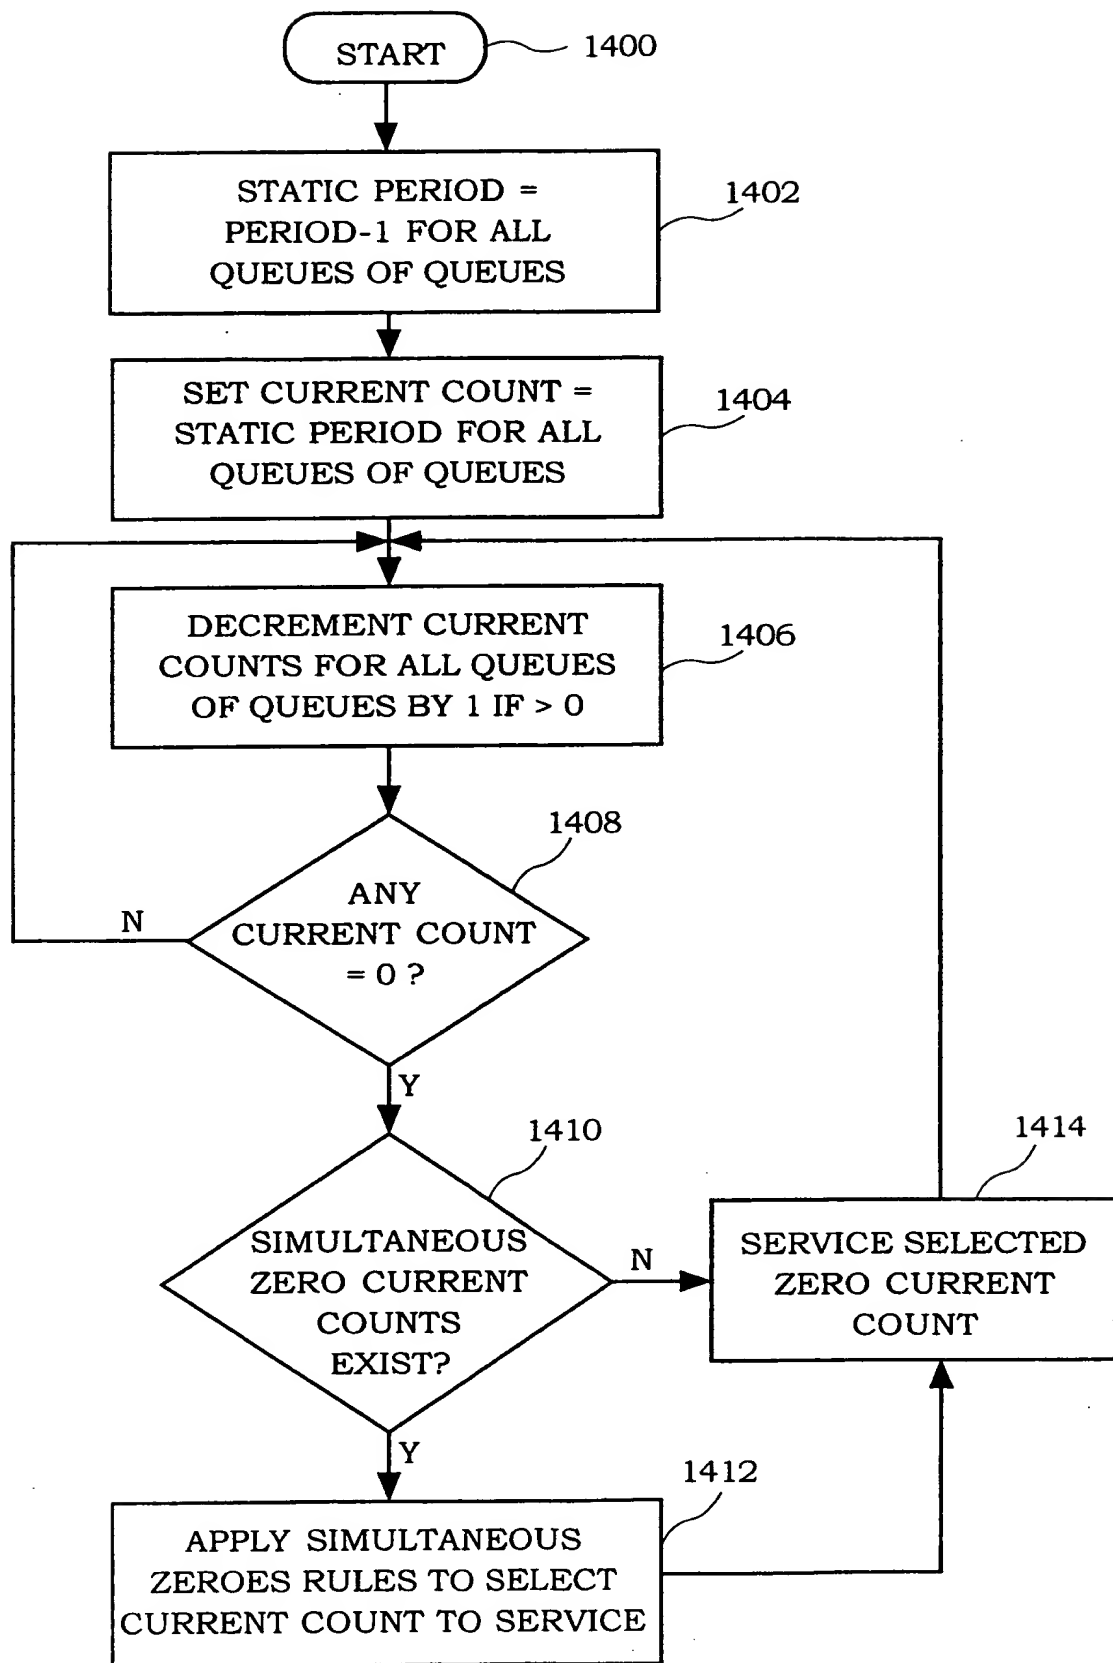 START
1400
STATIC PERIOD =
PERIOD-1 FOR ALL
QUEUES OF QUEUES
1402
SET CURRENT COUNT =
STATIC PERIOD FOR ALL
QUEUES OF QUEUES
1404
DECREMENT CURRENT
COUNTS FOR ALL QUEUES
OF QUEUES BY 1 IF > 0
1406
ANY
CURRENT COUNT
= 0 ?
1408
N
Y
SIMULTANEOUS
ZERO CURRENT
COUNTS
EXIST?
1410
N
Y
SERVICE SELECTED
ZERO CURRENT
COUNT
1414
APPLY SIMULTANEOUS
ZEROES RULES TO SELECT
CURRENT COUNT TO SERVICE
1412